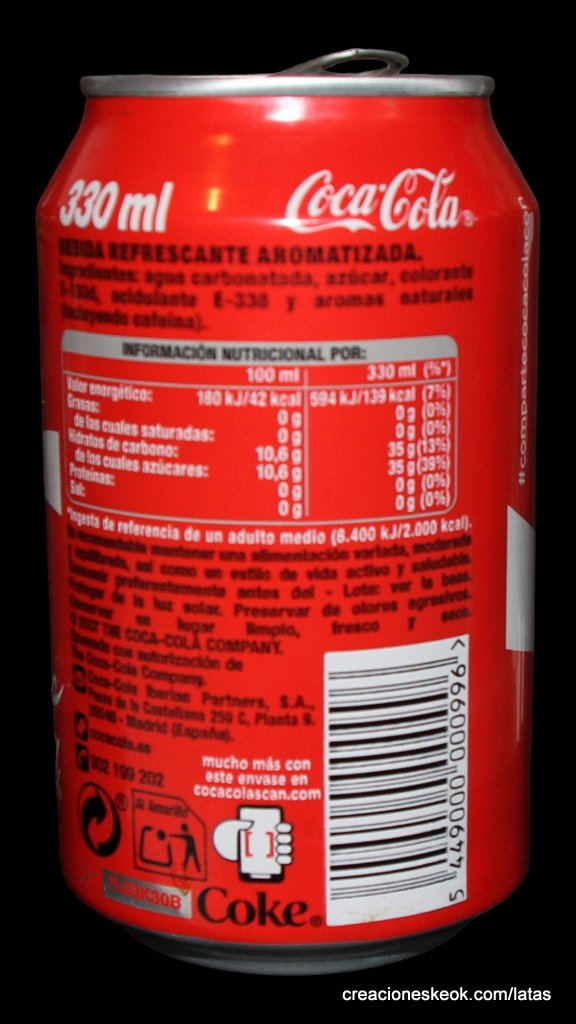 330 ml
Coca-Cola®
BEBIDA REFRESCANTE AROMATIZADA.
Ingredientes: agua carbonatada, azúcar, colorante
E-150d, acidulante E-338 y aromas naturales
(incluyendo cafeína).
INFORMACIÓN NUTRICIONAL POR:
100 ml 330 ml (%*)
Valor energético: 180 kJ/42 kcal 594 kJ/139 kcal (7%)
Grasas: 0 g 0 g (0%)
de las cuales saturadas: 0 g 0 g (0%)
Hidratos de carbono: 10,6 g 35 g (13%)
de los cuales azúcares: 10,6 g 35 g (39%)
Proteínas: 0 g 0 g (0%)
Sal: 0 g 0 g (0%)
*Ingesta de referencia de un adulto medio (8.400 kJ/2.000 kcal).
Es recomendable mantener una alimentación variada, moderada
y equilibrada, así como un estilo de vida activo y saludable.
Consumir preferentemente antes del - Lote: ver la base.
Proteger de la luz solar. Preservar de olores agresivos.
Conservar en lugar limpio, fresco y seco.
© 2007 THE COCA-COLA COMPANY.
autorización de
The Coca-Cola Company.
Coca-Cola Iberian Partners, S.A.,
Paseo de la Castellana 259 C, Planta 9.
28046 - Madrid (España).
cocacola.es
902 199 202
mucho más con
este envase en
cocacolascan.com
Al Amarillo
Coke®
5 449000 000996 >
#compartecocacolacon
creacioneskeok.com/latas